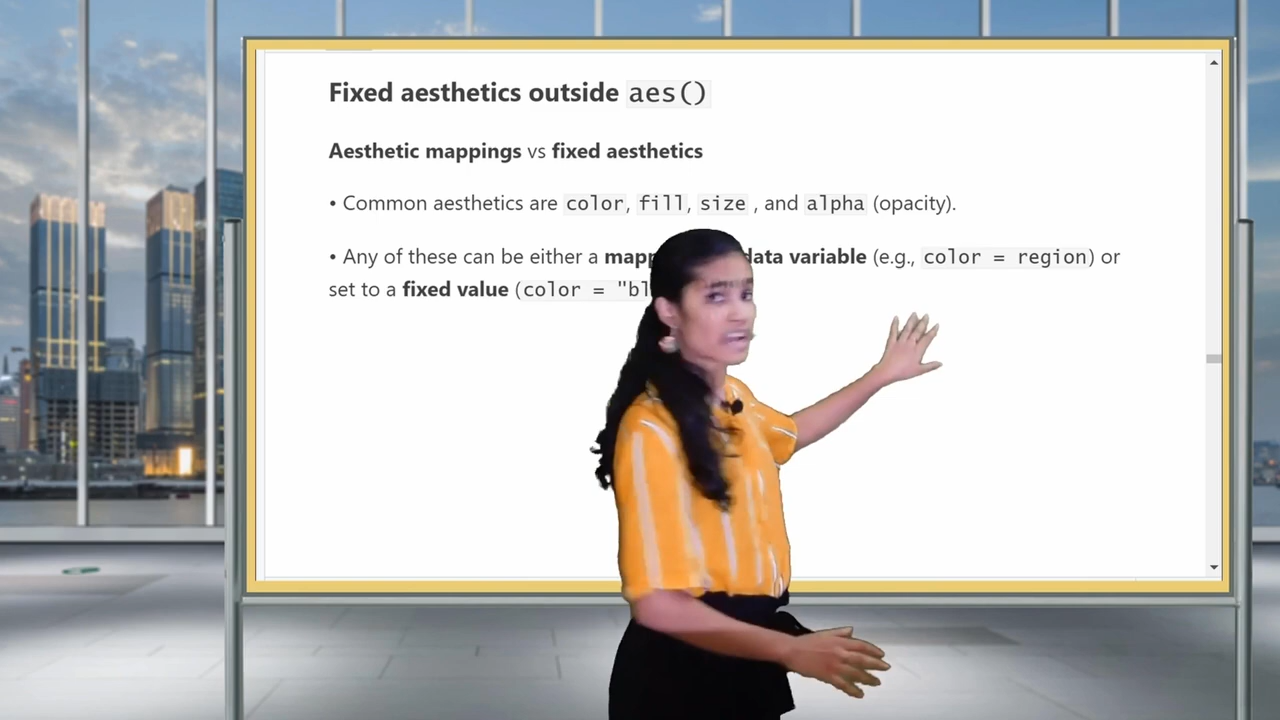 Fixed aesthetics outside aes()
Aesthetic mappings vs fixed aesthetics
• Common aesthetics are color, fill, size , and alpha (opacity).
• Any of these can be either a data variable (e.g., color = region) or
set to a fixed value (color = "